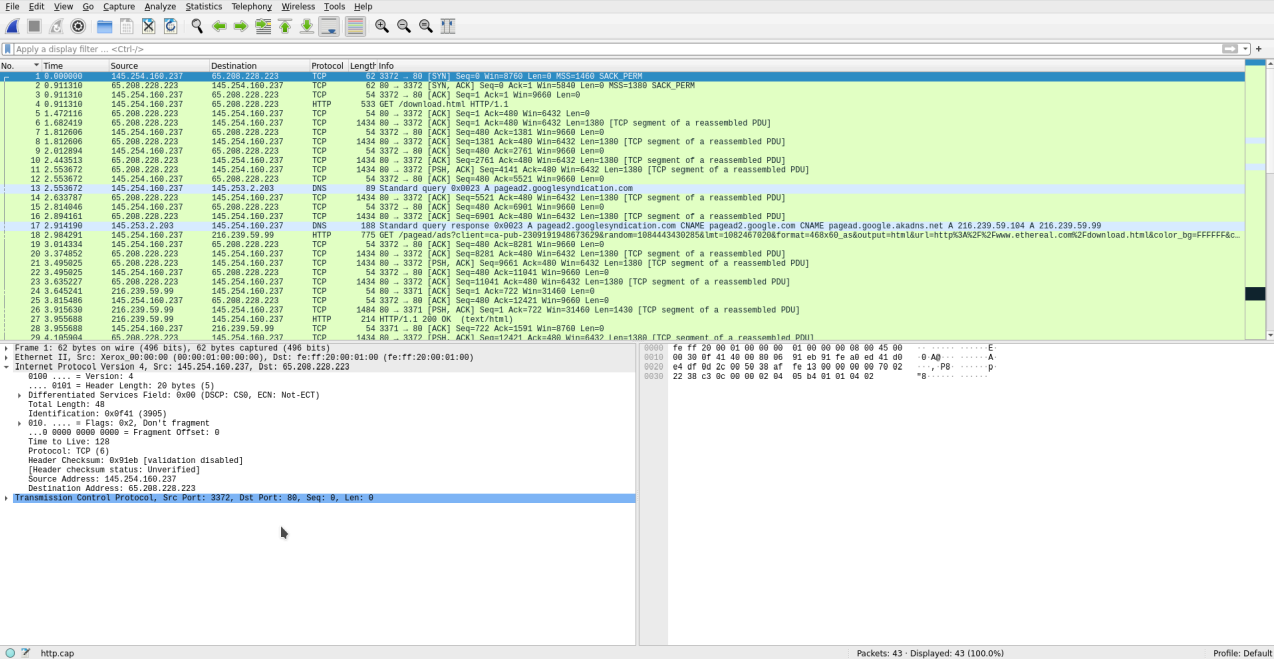 File Edit View Go Capture Analyze Statistics Telephony Wireless Tools Help
Apply a display filter ... <Ctrl-/>
No. Time Source Destination Protocol Length Info
1 0.000000 145.254.160.237 65.208.228.223 TCP 62 3372 → 80 [SYN] Seq=0 Win=8760 Len=0 MSS=1460 SACK_PERM
2 0.911310 65.208.228.223 145.254.160.237 TCP 62 80 → 3372 [SYN, ACK] Seq=0 Ack=1 Win=5840 Len=0 MSS=1380 SACK_PERM
3 0.911310 145.254.160.237 65.208.228.223 TCP 54 3372 → 80 [ACK] Seq=1 Ack=1 Win=9660 Len=0
4 0.911310 145.254.160.237 65.208.228.223 HTTP 533 GET /download.html HTTP/1.1
5 1.472116 65.208.228.223 145.254.160.237 TCP 54 80 → 3372 [ACK] Seq=1 Ack=480 Win=6432 Len=0
6 1.682419 65.208.228.223 145.254.160.237 TCP 1434 80 → 3372 [ACK] Seq=1 Ack=480 Win=6432 Len=1380 [TCP segment of a reassembled PDU]
7 1.812606 145.254.160.237 65.208.228.223 TCP 54 3372 → 80 [ACK] Seq=480 Ack=1381 Win=9660 Len=0
8 1.812606 65.208.228.223 145.254.160.237 TCP 1434 80 → 3372 [ACK] Seq=1381 Ack=480 Win=6432 Len=1380 [TCP segment of a reassembled PDU]
9 2.012894 145.254.160.237 65.208.228.223 TCP 54 3372 → 80 [ACK] Seq=480 Ack=2761 Win=9660 Len=0
10 2.443513 65.208.228.223 145.254.160.237 TCP 1434 80 → 3372 [ACK] Seq=2761 Ack=480 Win=6432 Len=1380 [TCP segment of a reassembled PDU]
11 2.553672 65.208.228.223 145.254.160.237 TCP 1434 80 → 3372 [PSH, ACK] Seq=4141 Ack=480 Win=6432 Len=1380 [TCP segment of a reassembled PDU]
12 2.553672 145.254.160.237 65.208.228.223 TCP 54 3372 → 80 [ACK] Seq=480 Ack=5521 Win=9660 Len=0
13 2.553672 145.254.160.237 145.253.2.203 DNS 89 Standard query 0x0023 A pagead2.googlesyndication.com
14 2.633787 65.208.228.223 145.254.160.237 TCP 1434 80 → 3372 [ACK] Seq=5521 Ack=480 Win=6432 Len=1380 [TCP segment of a reassembled PDU]
15 2.814046 145.254.160.237 65.208.228.223 TCP 54 3372 → 80 [ACK] Seq=480 Ack=6901 Win=9660 Len=0
16 2.894161 65.208.228.223 145.254.160.237 TCP 1434 80 → 3372 [ACK] Seq=6901 Ack=480 Win=6432 Len=1380 [TCP segment of a reassembled PDU]
17 2.914190 145.253.2.203 145.254.160.237 DNS 188 Standard query response 0x0023 A pagead2.googlesyndication.com CNAME pagead2.google.com CNAME pagead.google.akadns.net A 216.239.59.104 A 216.239.59.99
18 2.984291 145.254.160.237 216.239.59.99 HTTP 775 GET /pagead/ads?client=ca-pub-2309191948673629&random=1084443430285&lmt=1082467020&format=468x60_as&output=html&url=http%3A%2F%2Fwww.ethereal.com%2Fdownload.html&color_bg=FFFFFF&c…
19 3.014334 145.254.160.237 65.208.228.223 TCP 54 3372 → 80 [ACK] Seq=480 Ack=8281 Win=9660 Len=0
20 3.374852 65.208.228.223 145.254.160.237 TCP 1434 80 → 3372 [ACK] Seq=8281 Ack=480 Win=6432 Len=1380 [TCP segment of a reassembled PDU]
21 3.495025 65.208.228.223 145.254.160.237 TCP 1434 80 → 3372 [PSH, ACK] Seq=9661 Ack=480 Win=6432 Len=1380 [TCP segment of a reassembled PDU]
22 3.495025 145.254.160.237 65.208.228.223 TCP 54 3372 → 80 [ACK] Seq=480 Ack=11041 Win=9660 Len=0
23 3.635227 65.208.228.223 145.254.160.237 TCP 1434 80 → 3372 [ACK] Seq=11041 Ack=480 Win=6432 Len=1380 [TCP segment of a reassembled PDU]
24 3.645241 216.239.59.99 145.254.160.237 TCP 54 80 → 3371 [ACK] Seq=1 Ack=722 Win=31460 Len=0
25 3.815486 145.254.160.237 65.208.228.223 TCP 54 3372 → 80 [ACK] Seq=480 Ack=12421 Win=9660 Len=0
26 3.915630 216.239.59.99 145.254.160.237 TCP 1484 80 → 3371 [PSH, ACK] Seq=1 Ack=722 Win=31460 Len=1430 [TCP segment of a reassembled PDU]
27 3.955688 216.239.59.99 145.254.160.237 HTTP 214 HTTP/1.1 200 OK (text/html)
28 3.955688 145.254.160.237 216.239.59.99 TCP 54 3371 → 80 [ACK] Seq=722 Ack=1591 Win=8760 Len=0
29 4.105904 65.208.228.223 145.254.160.237 TCP 1434 80 → 3372 [PSH, ACK] Seq=12421 Ack=480 Win=6432 Len=1380 [TCP segment of a reassembled PDU]
Frame 1: 62 bytes on wire (496 bits), 62 bytes captured (496 bits)
Ethernet II, Src: Xerox_00:00:00 (00:00:01:00:00:00), Dst: fe:ff:20:00:01:00 (fe:ff:20:00:01:00)
Internet Protocol Version 4, Src: 145.254.160.237, Dst: 65.208.228.223
0100 .... = Version: 4
.... 0101 = Header Length: 20 bytes (5)
Differentiated Services Field: 0x00 (DSCP: CS0, ECN: Not-ECT)
Total Length: 48
Identification: 0x0f41 (3905)
010. .... = Flags: 0x2, Don't fragment
...0 0000 0000 0000 = Fragment Offset: 0
Time to Live: 128
Protocol: TCP (6)
Header Checksum: 0x91eb [validation disabled]
[Header checksum status: Unverified]
Source Address: 145.254.160.237
Destination Address: 65.208.228.223
Transmission Control Protocol, Src Port: 3372, Dst Port: 80, Seq: 0, Len: 0
0000 fe ff 20 00 01 00 00 00 01 00 00 00 08 00 45 00 ·· ····· ······E·
0010 00 30 0f 41 40 00 80 06 91 eb 91 fe a0 ed 41 d0 ·0·A@··· ······A·
0020 e4 df 0d 2c 00 50 38 af fe 13 00 00 00 00 70 02 ···,·P8· ······p·
0030 22 38 c3 0c 00 00 02 04 05 b4 01 01 04 02 "8······ ······
http.cap Packets: 43 · Displayed: 43 (100.0%) Profile: Default